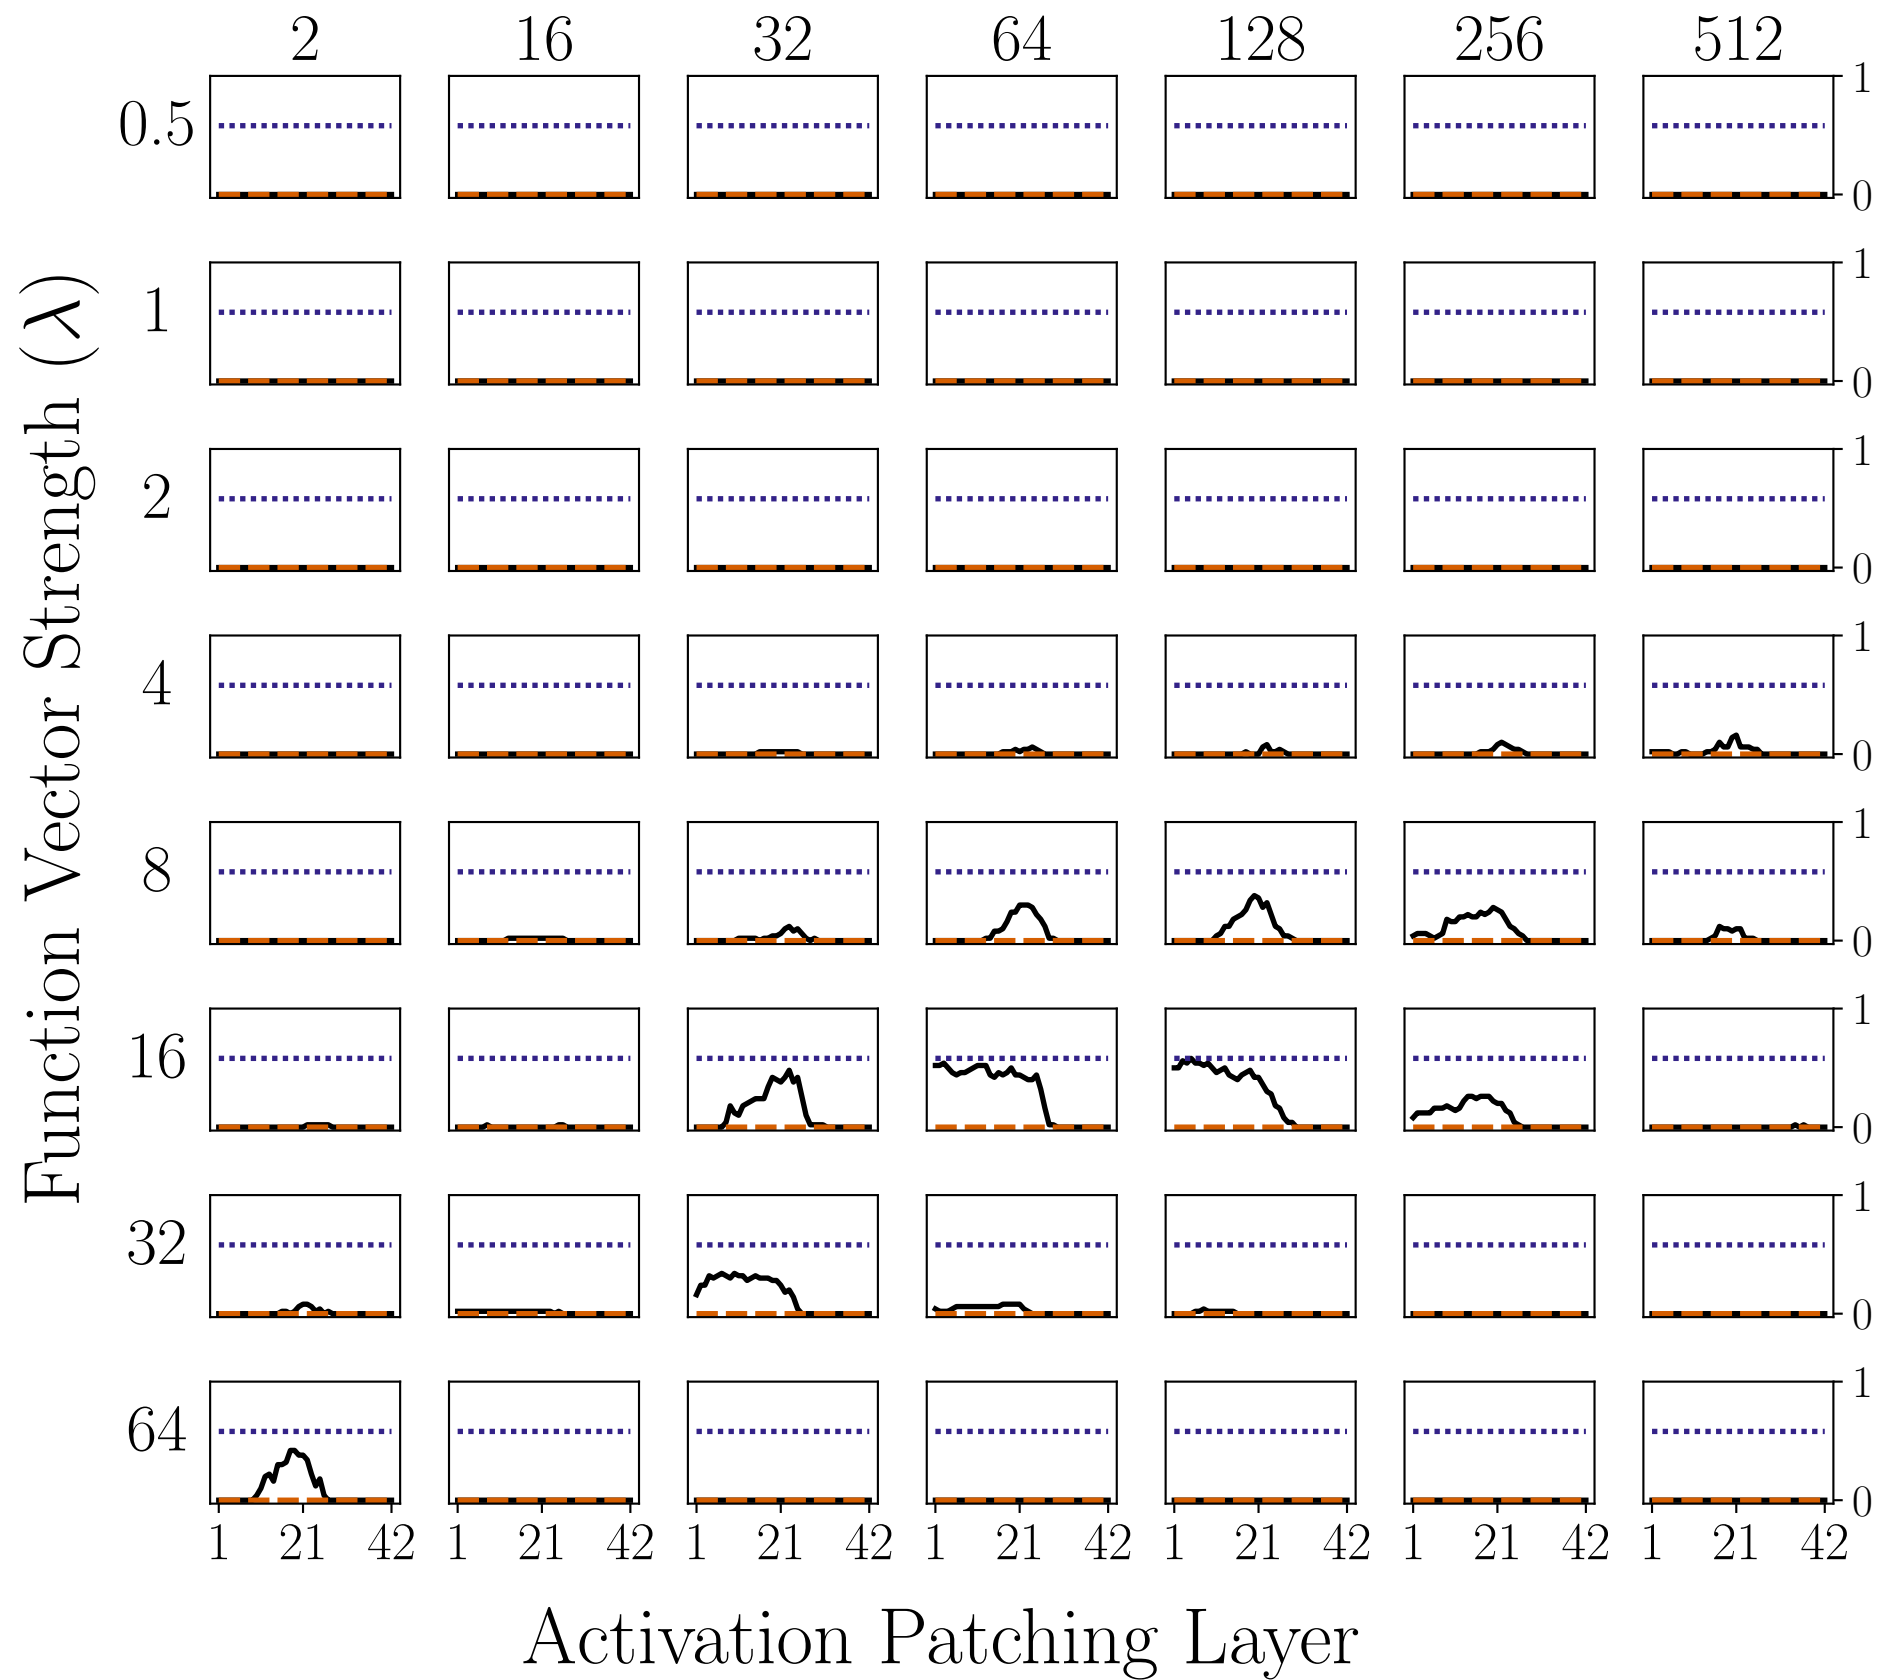 2 16 32 64 128 256 512
Function Vector Strength (λ)
0.5 1 0
1 1 0
2 1 0
4 1 0
8 1 0
16 1 0
32 1 0
64 1 0
1 21 42 1 21 42 1 21 42 1 21 42 1 21 42 1 21 42 1 21 42
Activation Patching Layer